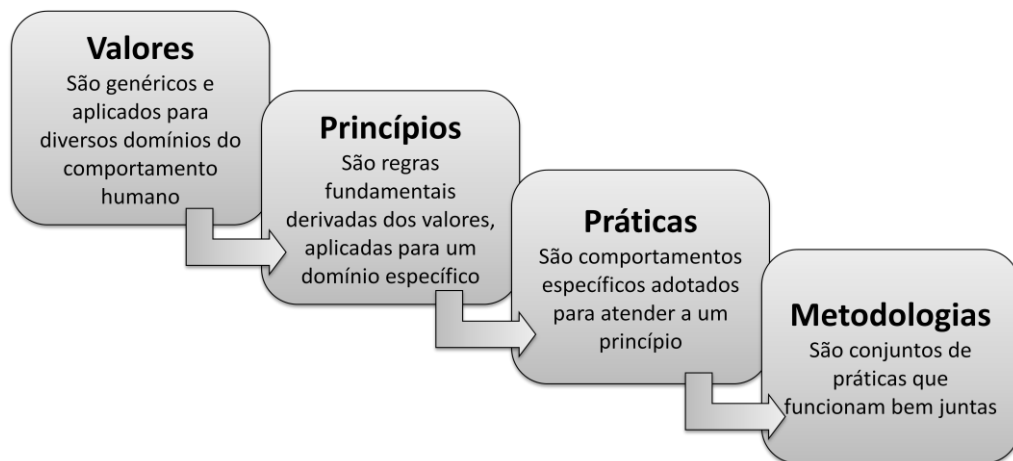 Valores
São genéricos e
aplicados para
diversos domínios do
comportamento
humano
Princípios
São regras
fundamentais
derivadas dos valores,
aplicadas para um
domínio específico
Práticas
São comportamentos
específicos adotados
para atender a um
princípio
Metodologias
São conjuntos de
práticas que
funcionam bem juntas